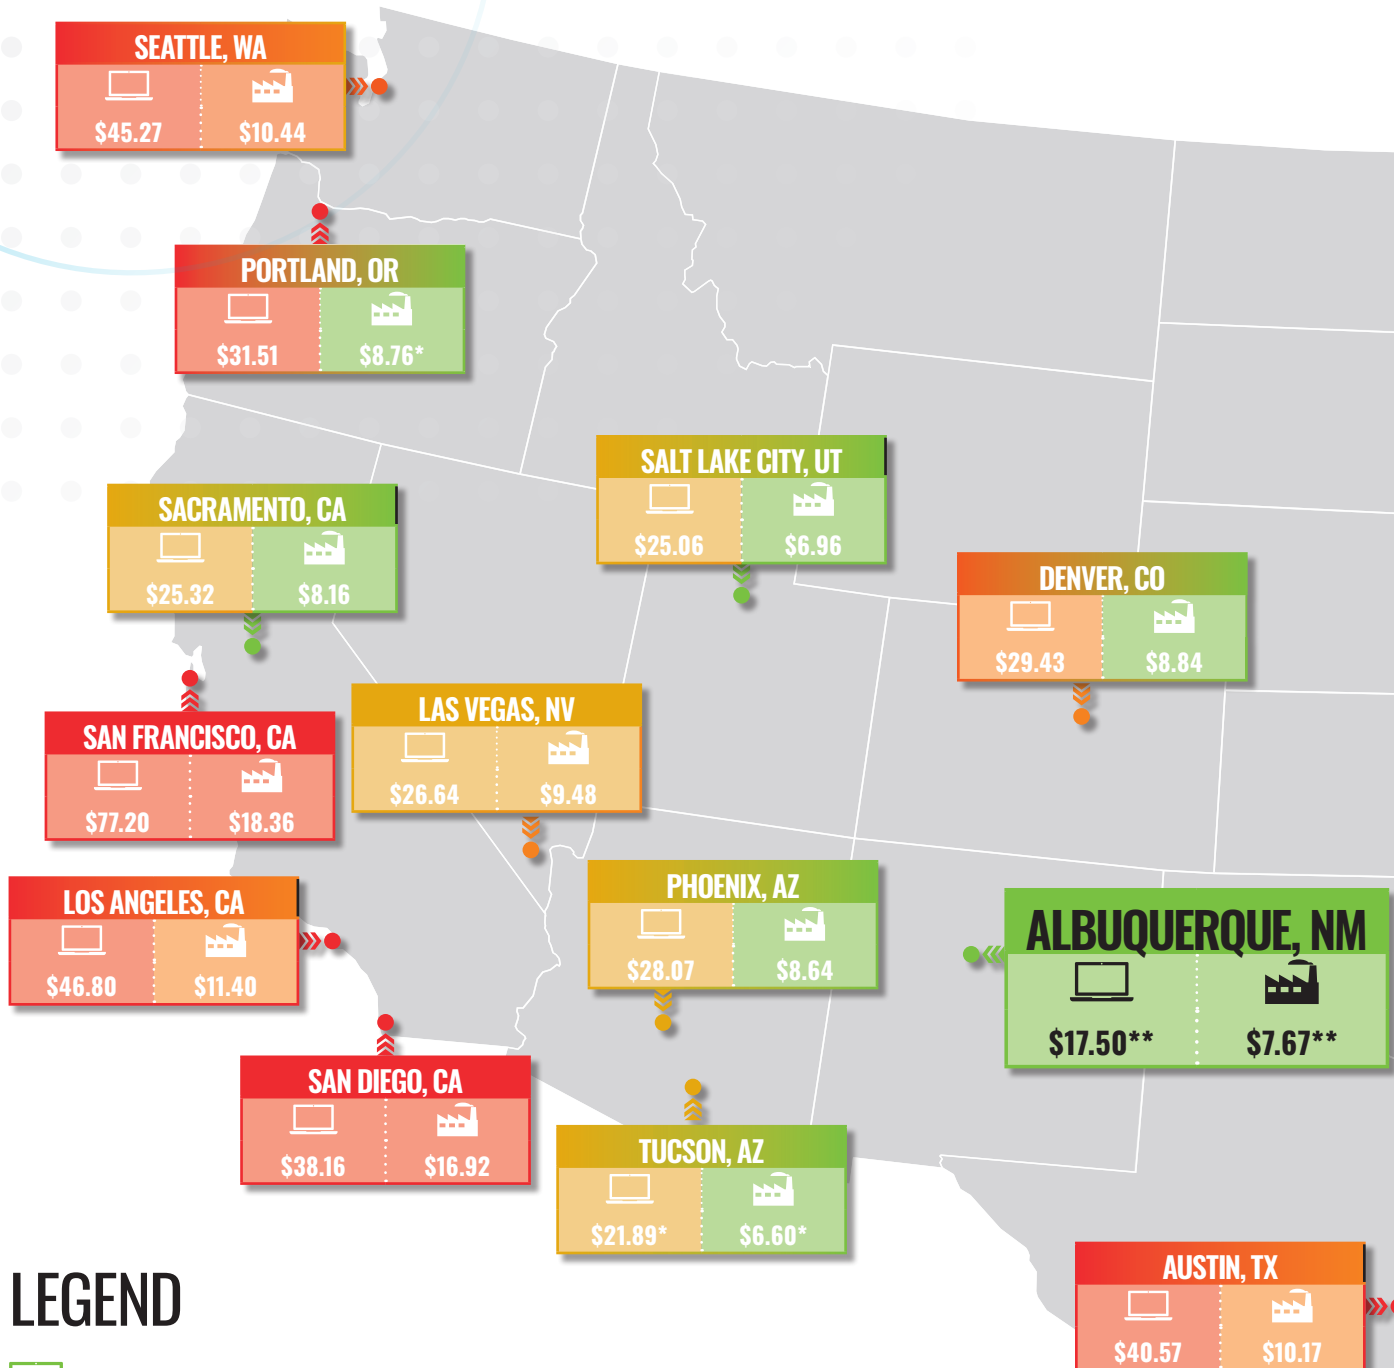 SEATTLE, WA
$45.27 $10.44
PORTLAND, OR
$31.51 $8.76*
SALT LAKE CITY, UT
$25.06 $6.96
SACRAMENTO, CA
$25.32 $8.16
DENVER, CO
$29.43 $8.84
LAS VEGAS, NV
$26.64 $9.48
SAN FRANCISCO, CA
$77.20 $18.36
PHOENIX, AZ
$28.07 $8.64
LOS ANGELES, CA
$46.80 $11.40
ALBUQUERQUE, NM
$17.50** $7.67**
SAN DIEGO, CA
$38.16 $16.92
TUCSON, AZ
$21.89* $6.60*
AUSTIN, TX
$40.57 $10.17
LEGEND